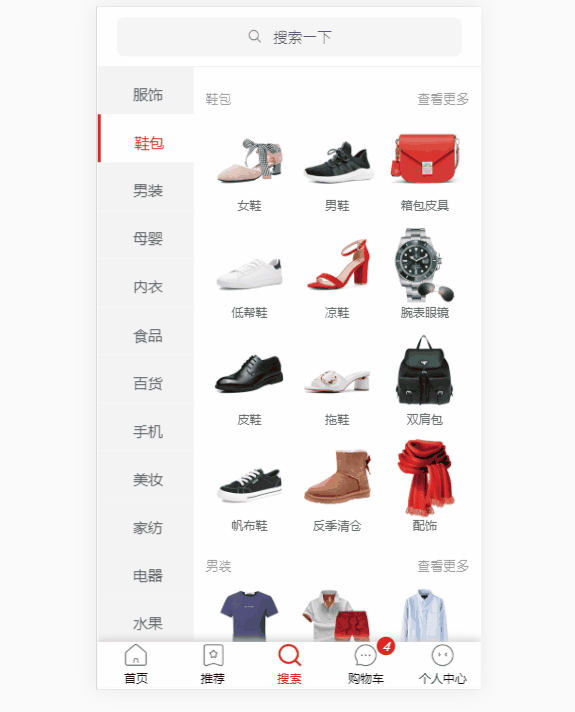 搜索一下
服饰
鞋包
男装
母婴
内衣
食品
百货
手机
美妆
家纺
电器
水果
鞋包 查看更多
女鞋 男鞋 箱包皮具
低帮鞋 凉鞋 腕表眼镜
皮鞋 拖鞋 双肩包
帆布鞋 反季清仓 配饰
男装 查看更多
4
首页 推荐 搜索 购物车 个人中心